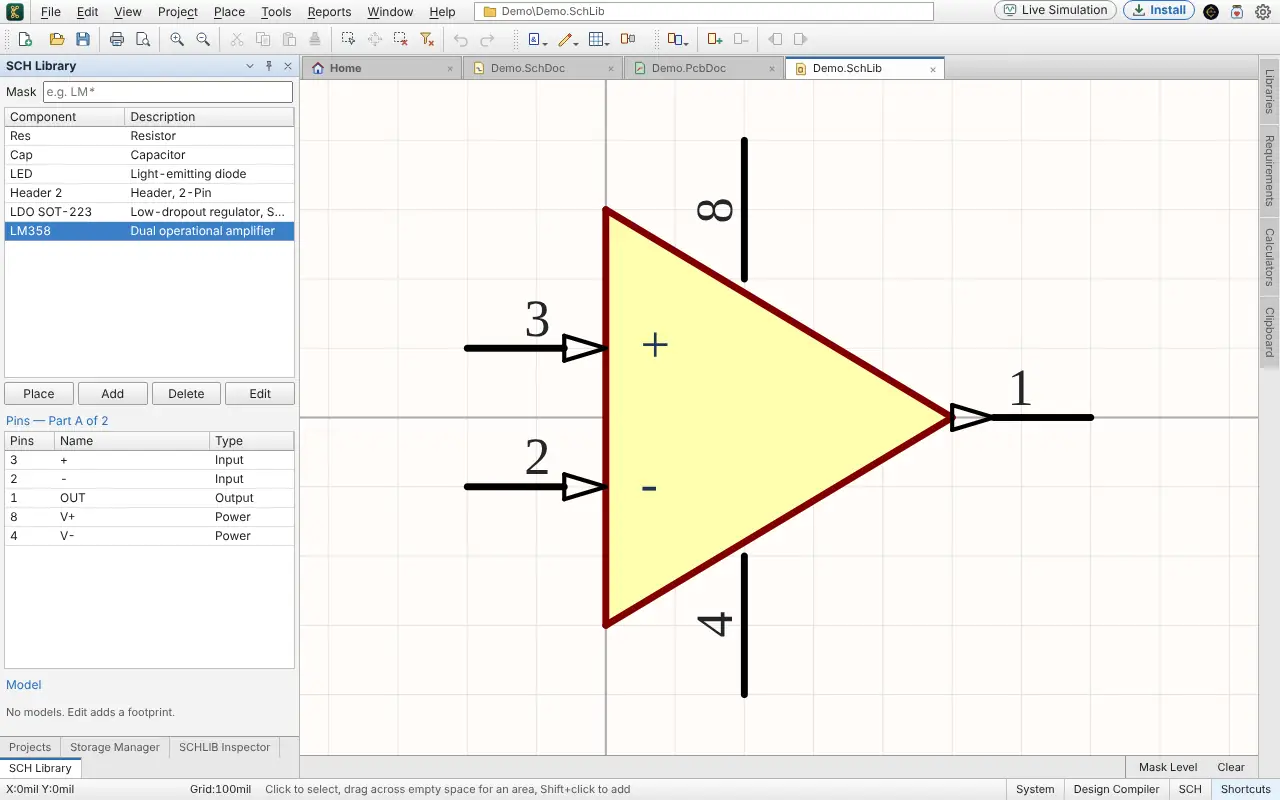 File Edit View Project Place Tools Reports Window Help Demo\Demo.SchLib Live Simulation Install
SCH Library
Home Demo.SchDoc Demo.PcbDoc Demo.SchLib
Mask e.g. LM*
Component Description
Res Resistor
Cap Capacitor
LED Light-emitting diode
Header 2 Header, 2-Pin
LDO SOT-223 Low-dropout regulator, S...
LM358 Dual operational amplifier
Place Add Delete Edit
Pins — Part A of 2
Pins Name Type
3 + Input
2 - Input
1 OUT Output
8 V+ Power
4 V- Power
Model
No models. Edit adds a footprint.
Projects Storage Manager SCHLIB Inspector
SCH Library
8
3
+
1
2
-
4
Libraries
Requirements
Calculators
Clipboard
Mask Level Clear
X:0mil Y:0mil Grid:100mil Click to select, drag across empty space for an area, Shift+click to add System Design Compiler SCH Shortcuts